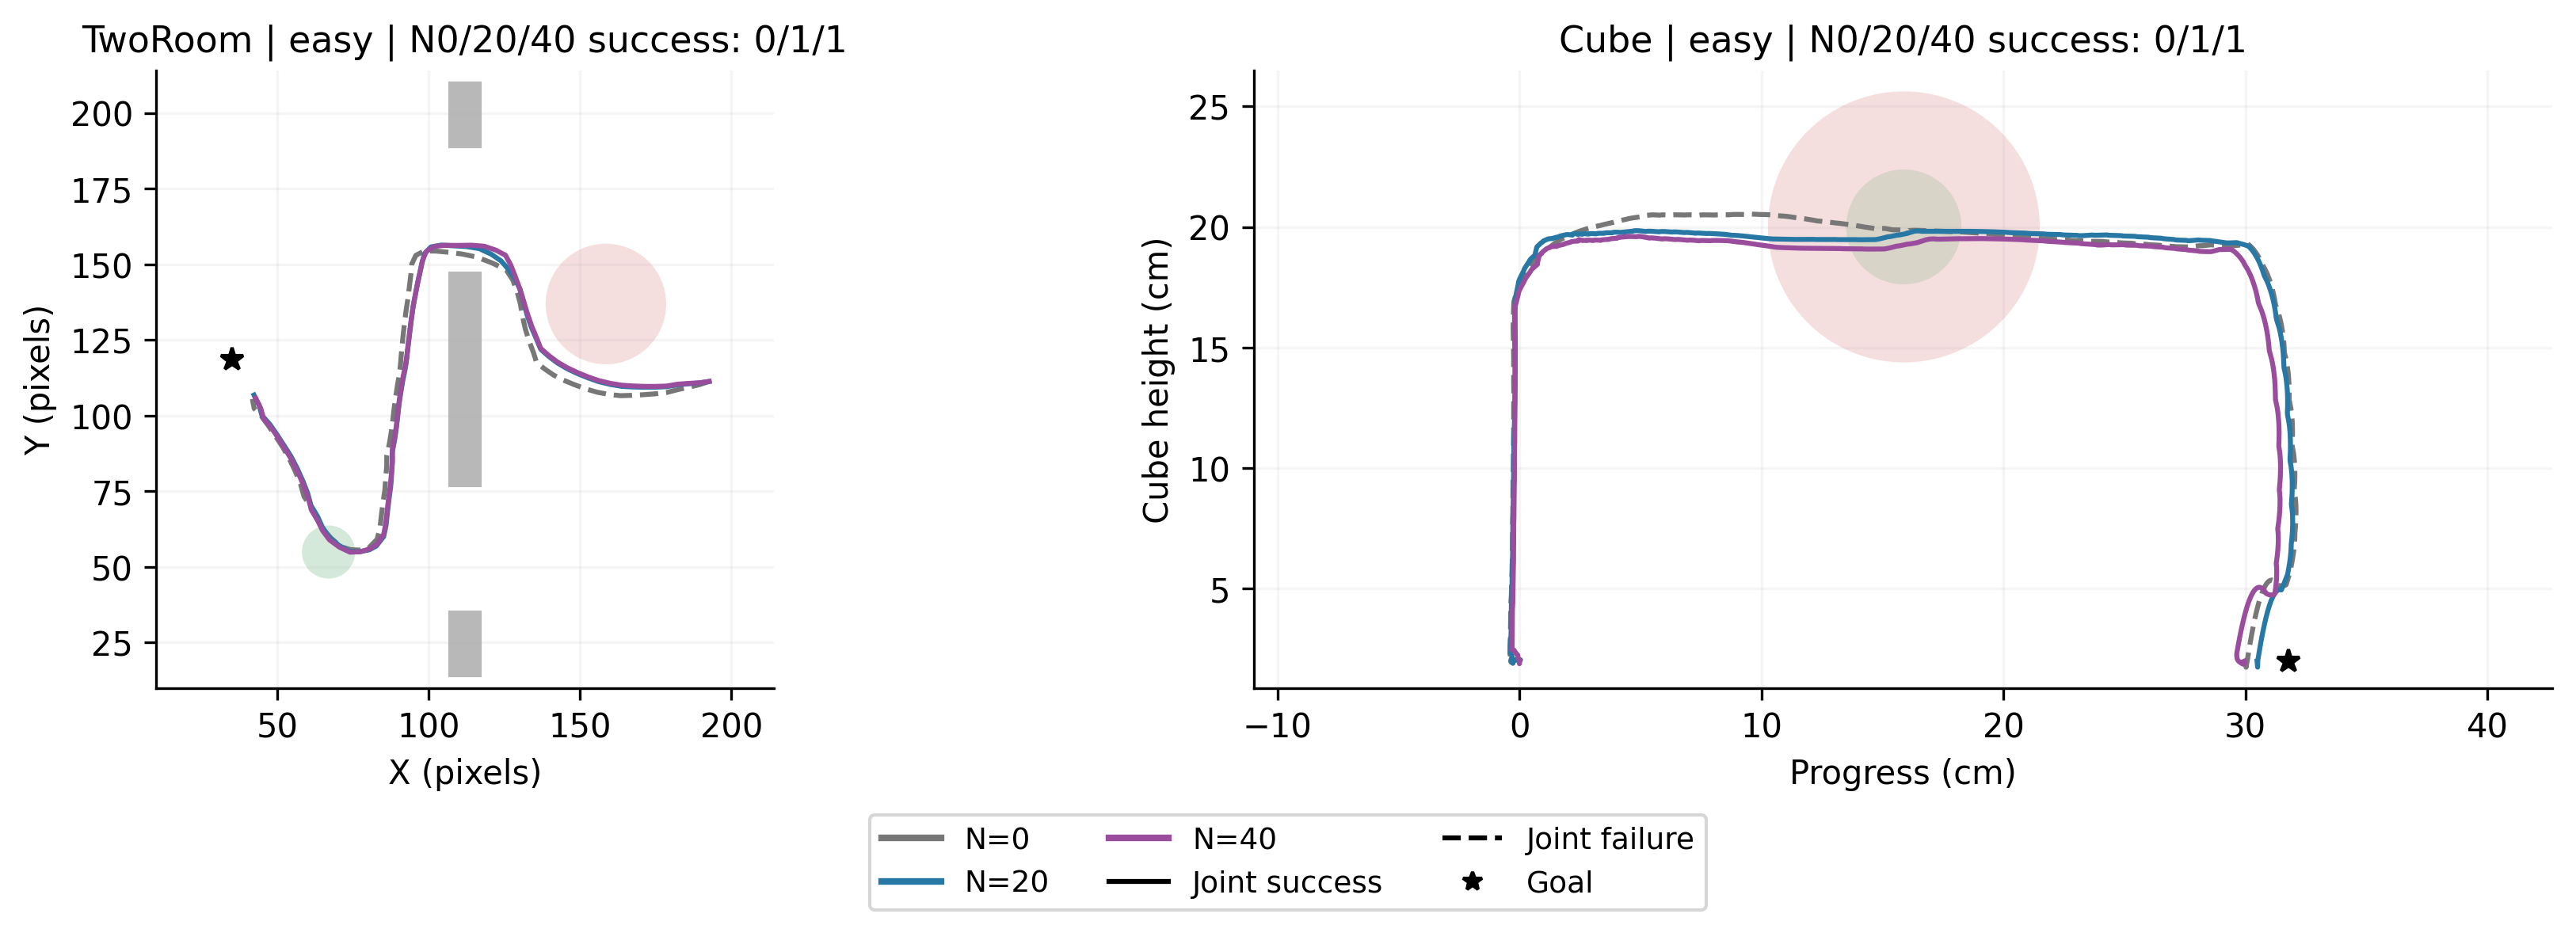 TwoRoom | easy | N0/20/40 success: 0/1/1
200
175
150
125
100
75
50
25
Y (pixels)
50
100
150
200
X (pixels)
Cube | easy | N0/20/40 success: 0/1/1
25
20
15
10
5
Cube height (cm)
−10
0
10
20
30
40
Progress (cm)
N=0
N=20
N=40
Joint success
Joint failure
Goal